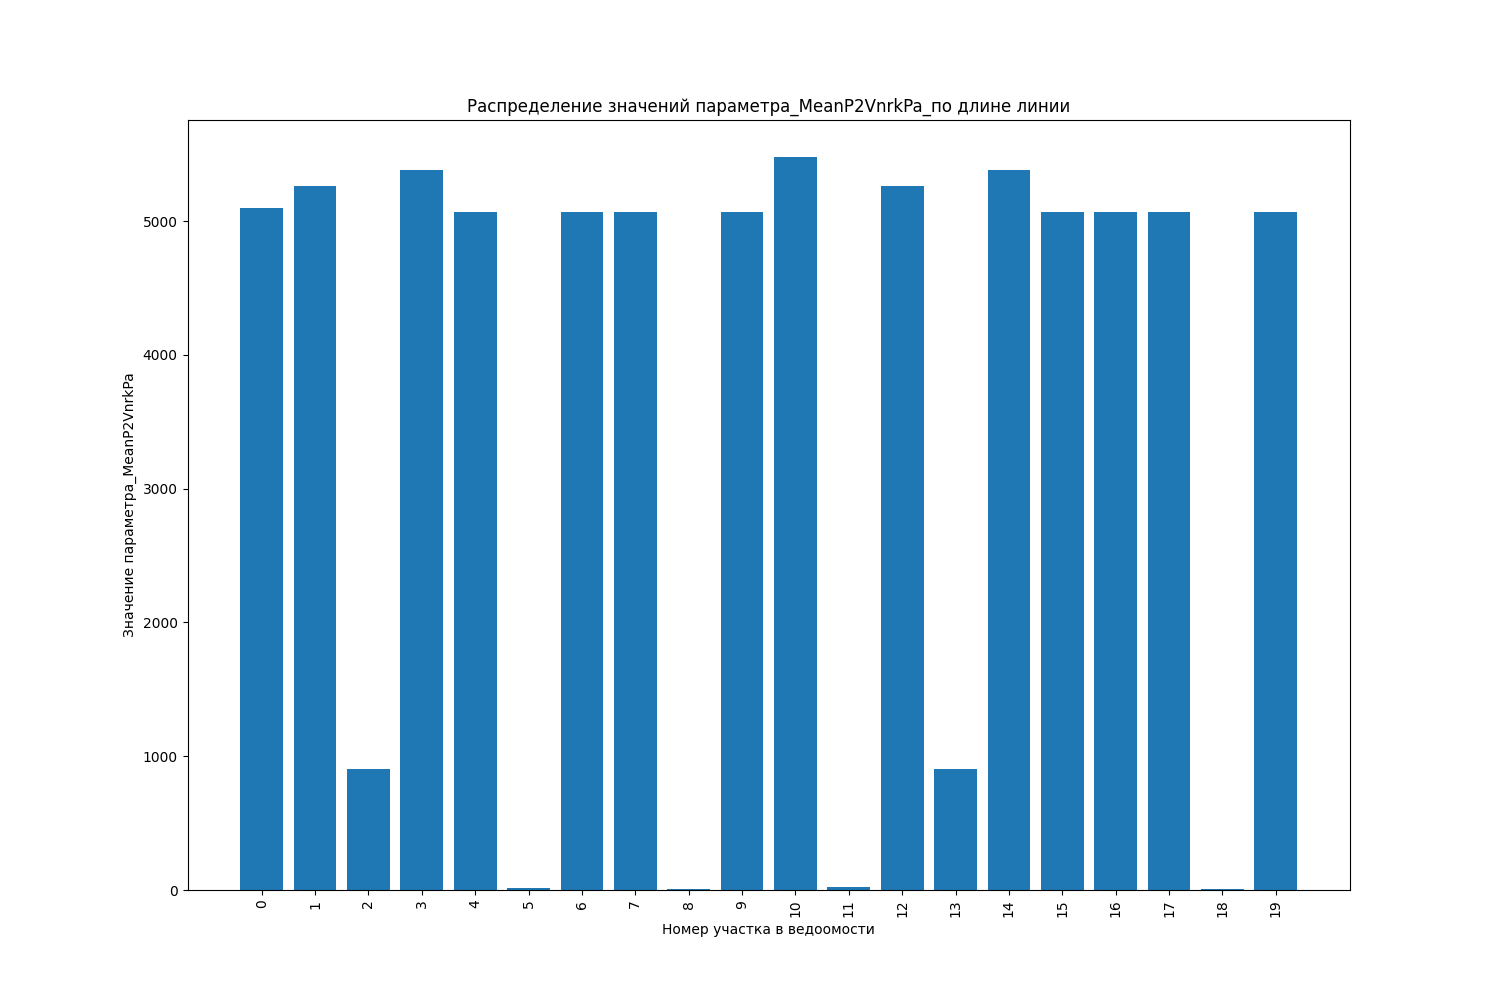 Распределение значений параметра_MeanP2VnrkPa_по длине линии
Значение параметра_MeanP2VnrkPa
5000
4000
3000
2000
1000
0
0 1 2 3 4 5 6 7 8 9 10 11 12 13 14 15 16 17 18 19
Номер участка в ведоомости